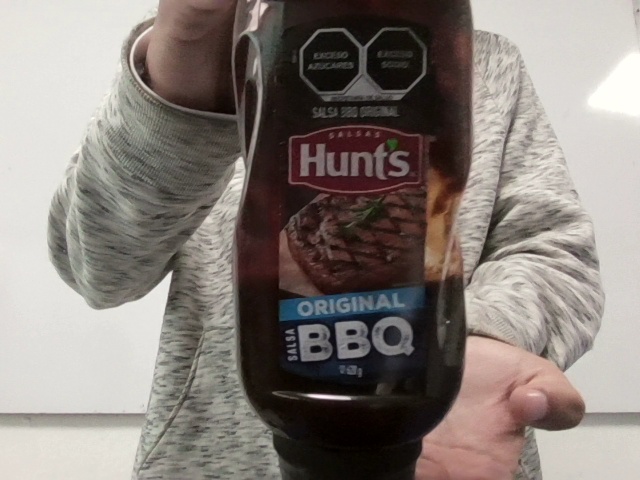 EXCESO AZÚCARES
EXCESO SODIO
SALSA BBQ ORIGINAL
SALSAS
Hunt's
ORIGINAL
SALSA BBQ